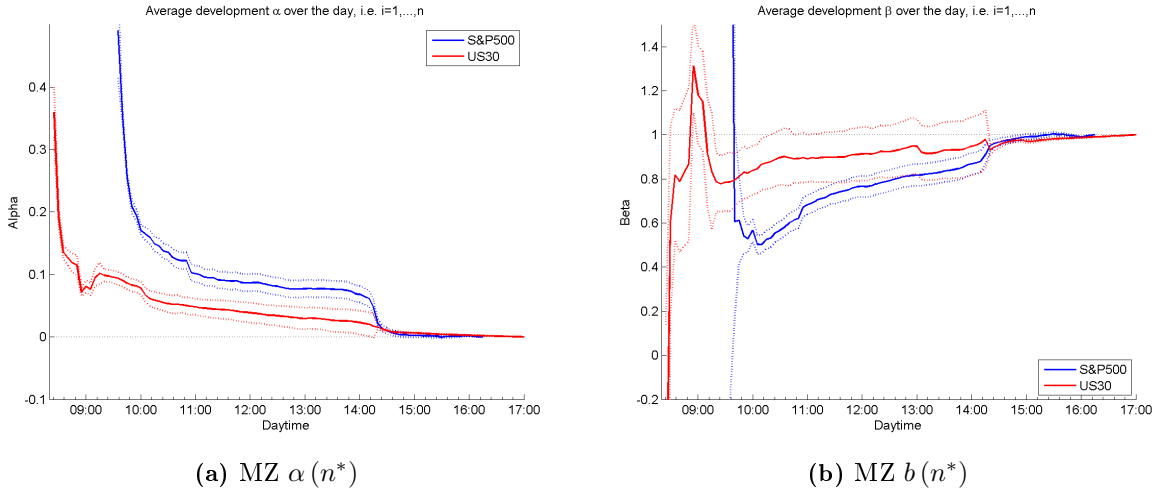 Average development α over the day, i.e. i=1,...,n
S&P500
US30
Alpha
0.4
0.3
0.2
0.1
0
-0.1
09:00 10:00 11:00 12:00 13:00 14:00 15:00 16:00 17:00
Daytime
(a) MZ α (n*)
Average development β over the day, i.e. i=1,...,n
Beta
1.4
1.2
1
0.8
0.6
0.4
0.2
0
-0.2
S&P500
US30
09:00 10:00 11:00 12:00 13:00 14:00 15:00 16:00 17:00
Daytime
(b) MZ b (n*)